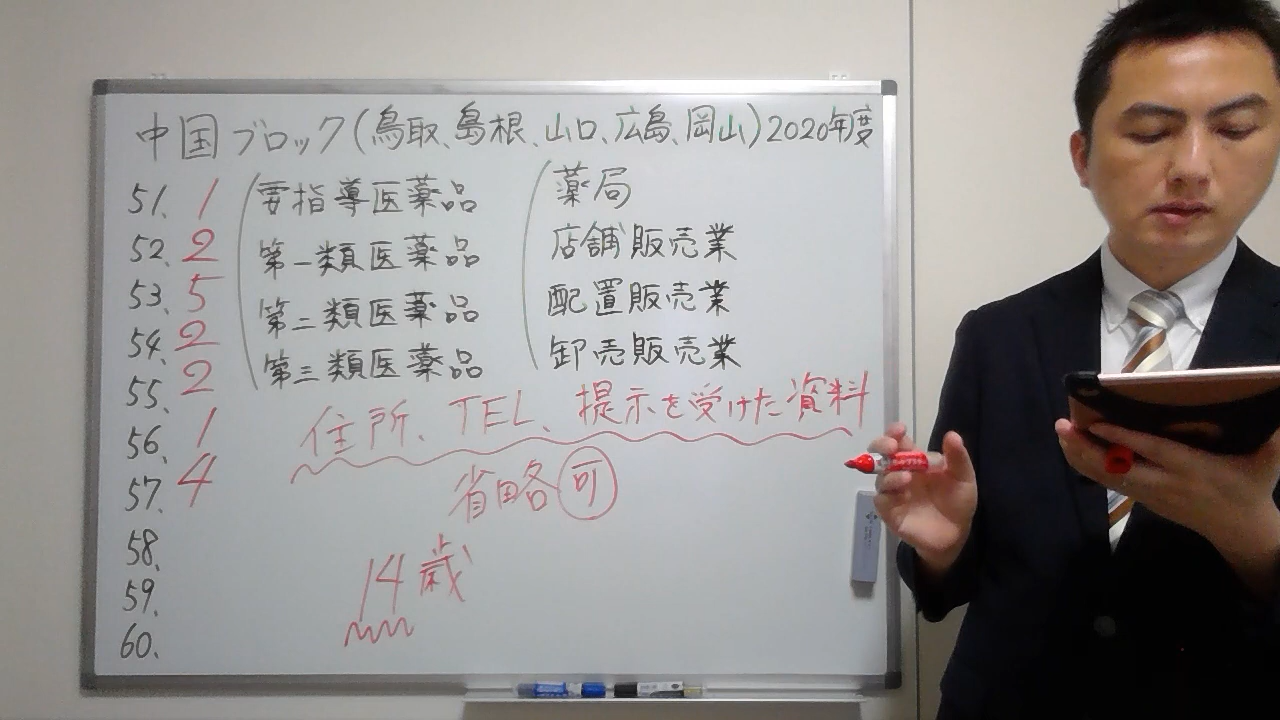 中国ブロック(鳥取、島根、山口、広島、岡山)2020年度
51. 1
52. 2
53. 5
54. 2
55. 2
56. 1
57. 4
58.
59.
60.
要指導医薬品
第一類医薬品
第二類医薬品
第三類医薬品
薬局
店舗販売業
配置販売業
卸売販売業
住所、TEL、提示を受けた資料
省略可
14歳